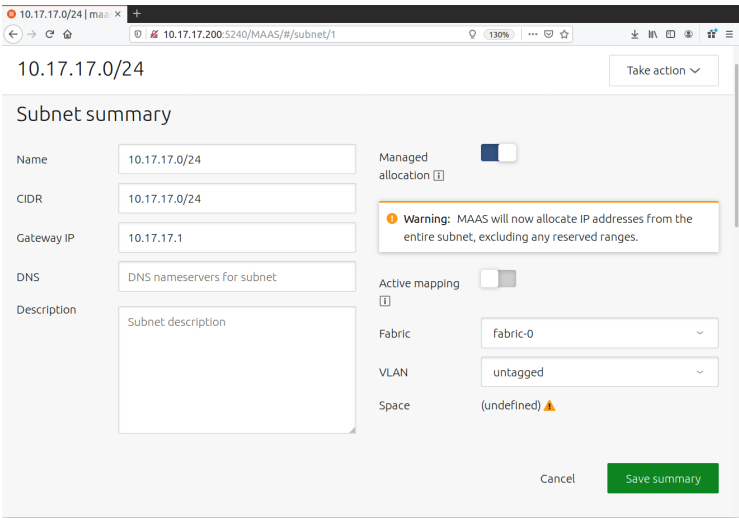 10.17.17.0/24 | maa
10.17.17.200:5240/MAAS/#/subnet/1
130%
10.17.17.0/24
Take action
Subnet summary
Name
10.17.17.0/24
CIDR
10.17.17.0/24
Gateway IP
10.17.17.1
DNS
DNS nameservers for subnet
Description
Subnet description
Managed
allocation
Warning: MAAS will now allocate IP addresses from the
entire subnet, excluding any reserved ranges.
Active mapping
Fabric
fabric-0
VLAN
untagged
Space
(undefined)
Cancel
Save summary